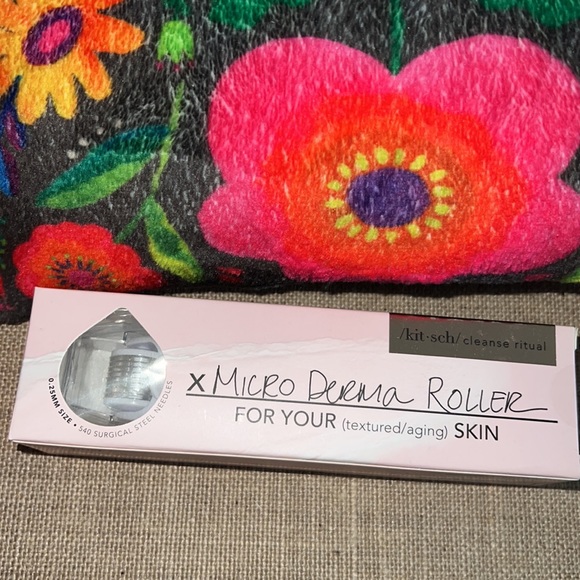 /kit·sch/ cleanse ritual
x MICRO DERMA ROLLER
FOR YOUR (textured/aging) SKIN
0.25MM SIZE • 540 SURGICAL STEEL NEEDLES